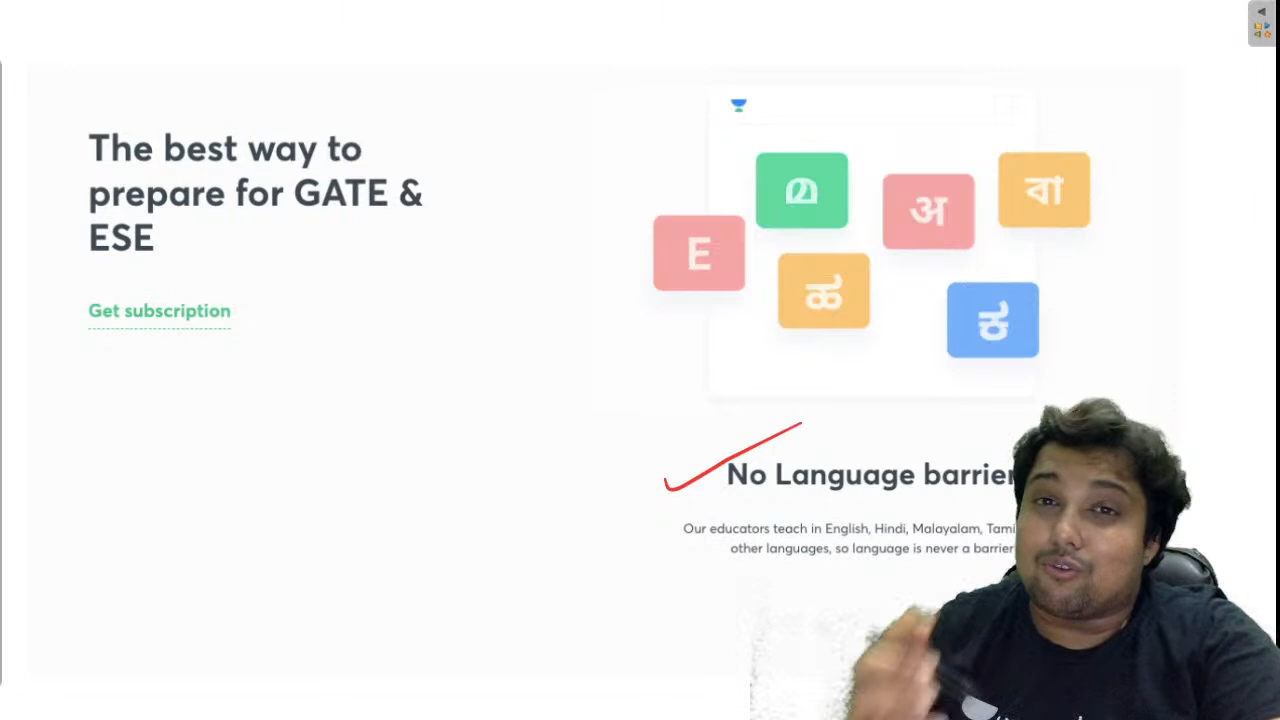 The best way to
prepare for GATE &
ESE
Get subscription
മ
अ
বা
E
No Language barrier
Our educators teach in English, Hindi, Malayalam,
other languages, so language is never a barrier